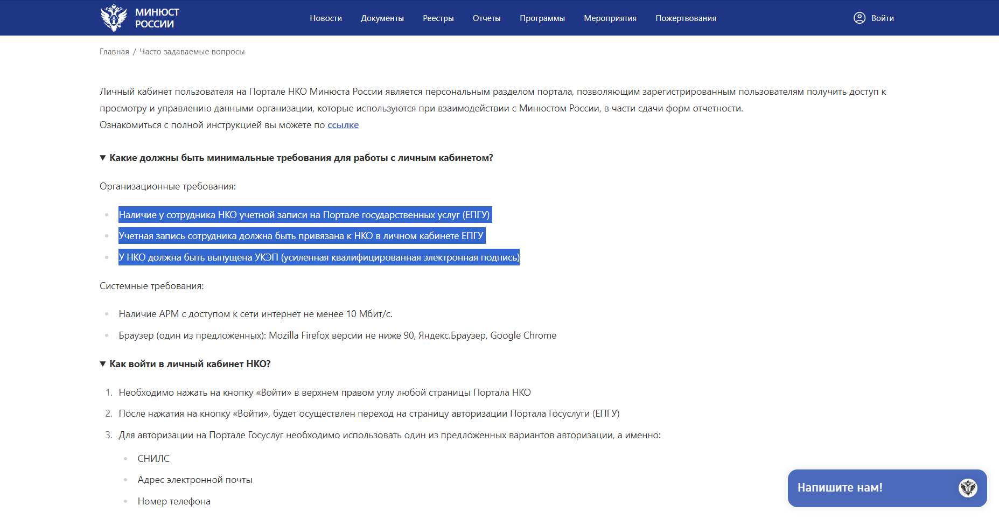 МИНЮСТ
РОССИИ
Новости Документы Реестры Отчеты Программы Мероприятия Пожертвования Войти
Главная / Часто задаваемые вопросы
Личный кабинет пользователя на Портале НКО Минюста России является персональным разделом портала, позволяющим зарегистрированным пользователям получить доступ к
просмотру и управлению данными организации, которые используются при взаимодействии с Минюстом России, в части сдачи форм отчетности.
Ознакомиться с полной инструкцией вы можете по ссылке
▼ Какие должны быть минимальные требования для работы с личным кабинетом?
Организационные требования:
• Наличие у сотрудника НКО учетной записи на Портале государственных услуг (ЕПГУ)
• Учетная запись сотрудника должна быть привязана к НКО в личном кабинете ЕПГУ
• У НКО должна быть выпущена УКЭП (усиленная квалифицированная электронная подпись)
Системные требования:
• Наличие АРМ с доступом к сети интернет не менее 10 Мбит/с.
• Браузер (один из предложенных): Mozilla Firefox версии не ниже 90, Яндекс.Браузер, Google Chrome
▼ Как войти в личный кабинет НКО?
1. Необходимо нажать на кнопку «Войти» в верхнем правом углу любой страницы Портала НКО
2. После нажатия на кнопку «Войти», будет осуществлен переход на страницу авторизации Портала Госуслуги (ЕПГУ)
3. Для авторизации на Портале Госуслуг необходимо использовать один из предложенных вариантов авторизации, а именно:
• СНИЛС
• Адрес электронной почты
• Номер телефона
Напишите нам!